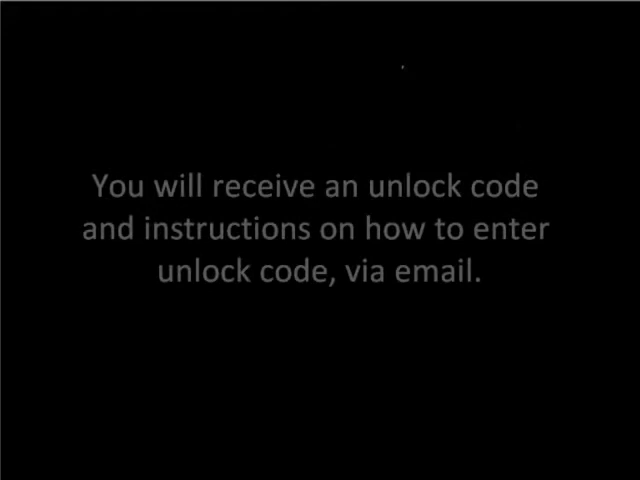 You will receive an unlock code
and instructions on how to enter
unlock code, via email.